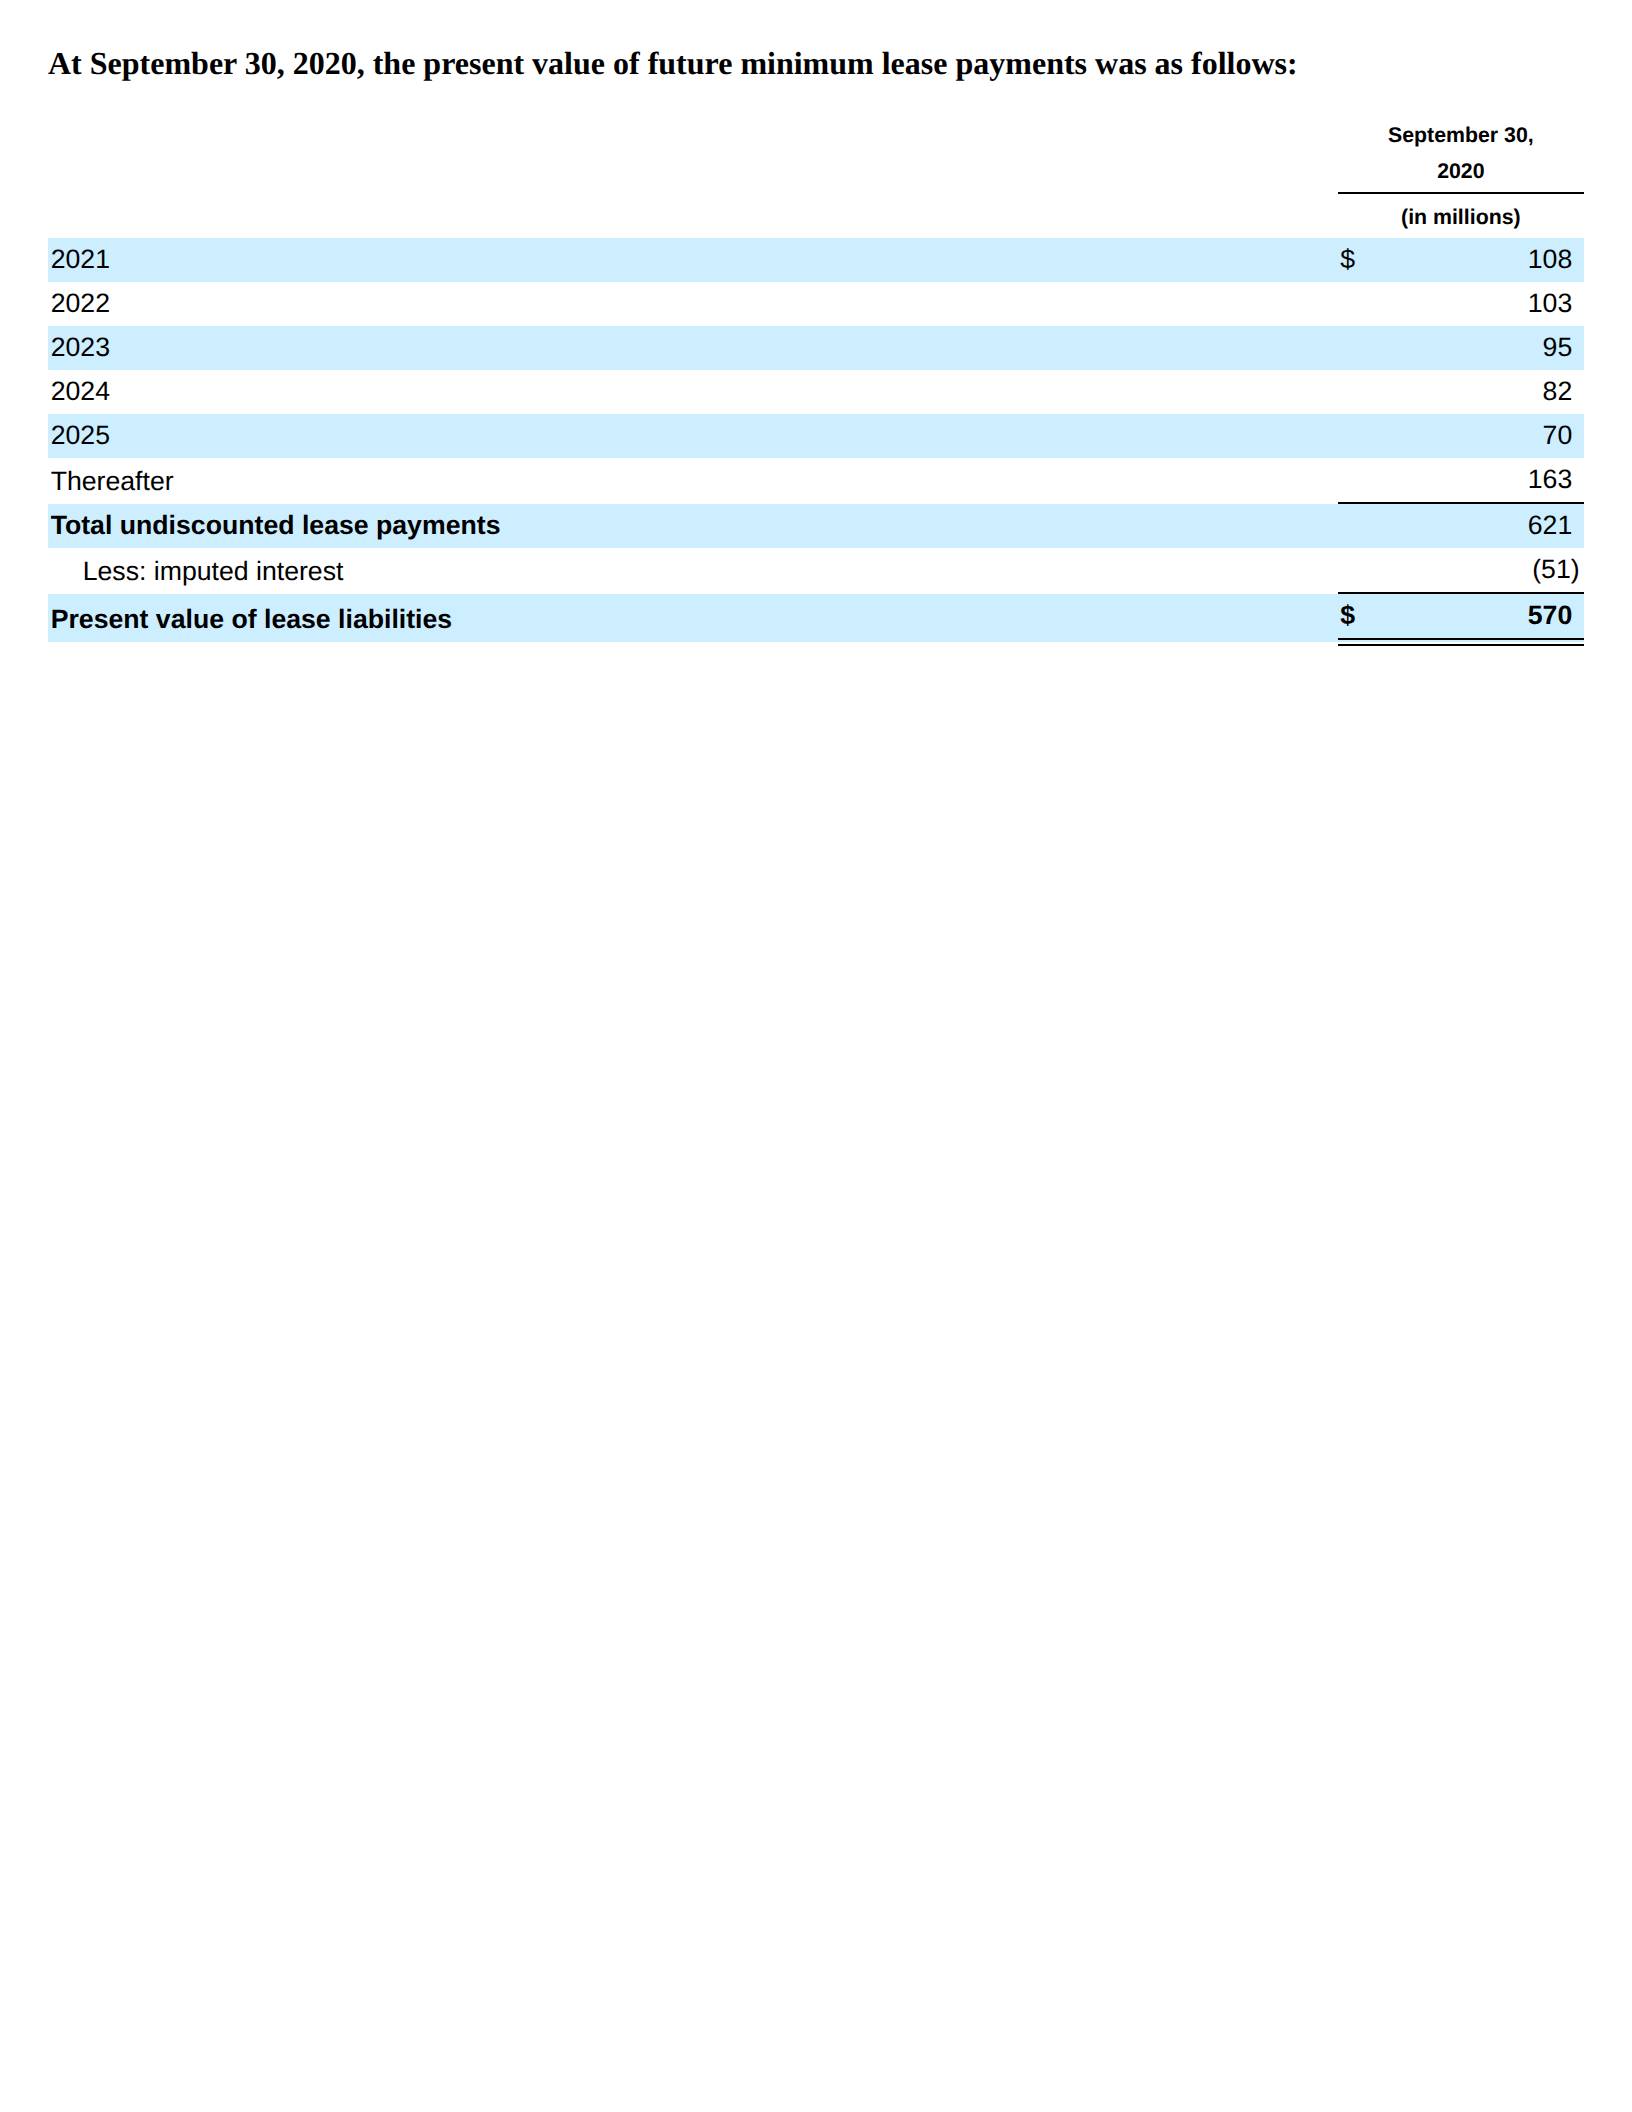 At September 30, 2020, the present value of future minimum lease payments was as follows:
September 30,
2020
(in millions)
2021 $ 108
2022 103
2023 95
2024 82
2025 70
Thereafter 163
Total undiscounted lease payments 621
Less: imputed interest (51)
Present value of lease liabilities $ 570